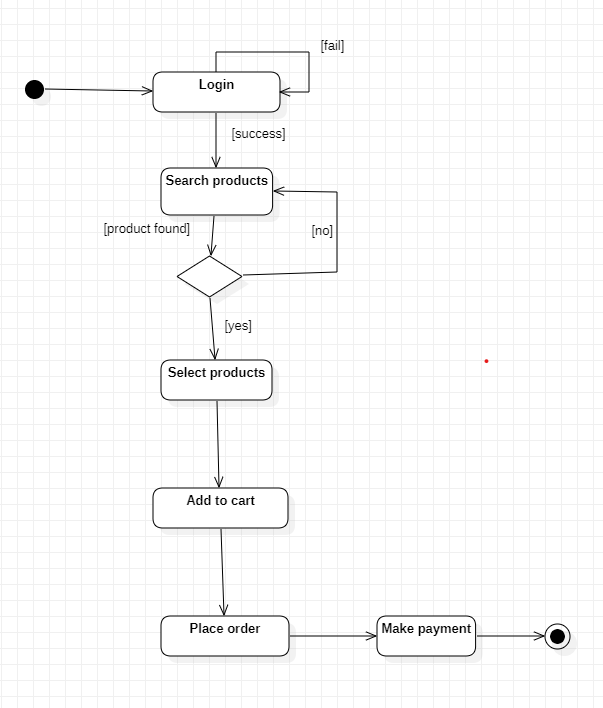 [fail]
Login
[success]
Search products
[product found]
[no]
[yes]
Select products
Add to cart
Place order
Make payment